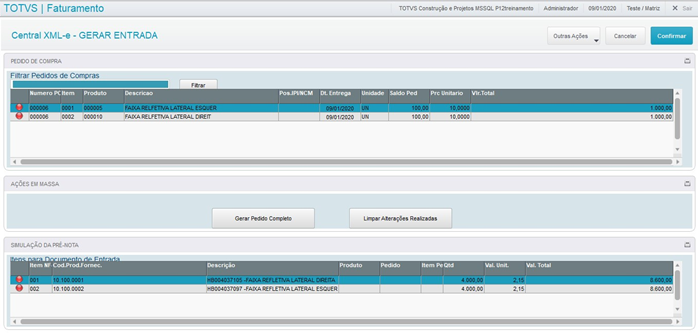 TOTVS | Faturamento TOTVS Construção e Projetos MSSQL P12treinamento Administrador 09/01/2020 Teste / Matriz X Sair
Central XML-e - GERAR ENTRADA Outras Ações Cancelar Confirmar
PEDIDO DE COMPRA
Filtrar Pedidos de Compras
Filtrar
Numero PC Item Produto Descricao Pos.IPI/NCM Dt. Entrega Unidade Saldo Ped Prc Unitario Vlr.Total
000006 0001 000005 FAIXA RELFETIVA LATERAL ESQUER 09/01/2020 UN 100,00 10,0000 1.000,00
000006 0002 000010 FAIXA RELFETIVA LATERAL DIREIT 09/01/2020 UN 100,00 10,0000 1.000,00
AÇÕES EM MASSA
Gerar Pedido Completo Limpar Alterações Realizadas
SIMULAÇÃO DA PRÉ-NOTA
Itens para Documento de Entrada
Item NF Cod.Prod.Fornec. Descrição Produto Pedido Item Pe Qtd Val. Unit. Val. Total
001 10.100.0001 HB004037105 -FAIXA REFLETIVA LATERAL DIREITA 4.000,00 2,15 8.600,00
002 10.100.0002 HB004037097 -FAIXA REFLETIVA LATERAL ESQUER 4.000,00 2,15 8.600,00